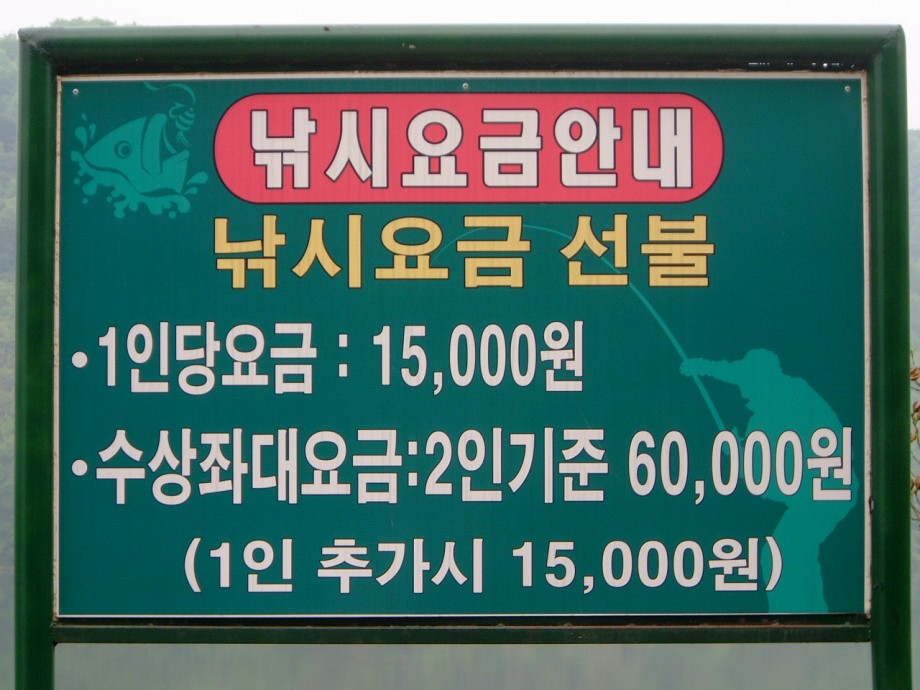 낚시요금안내
낚시요금 선불
·1인당요금 : 15,000원
·수상좌대요금:2인기준 60,000원
(1인 추가시 15,000원)